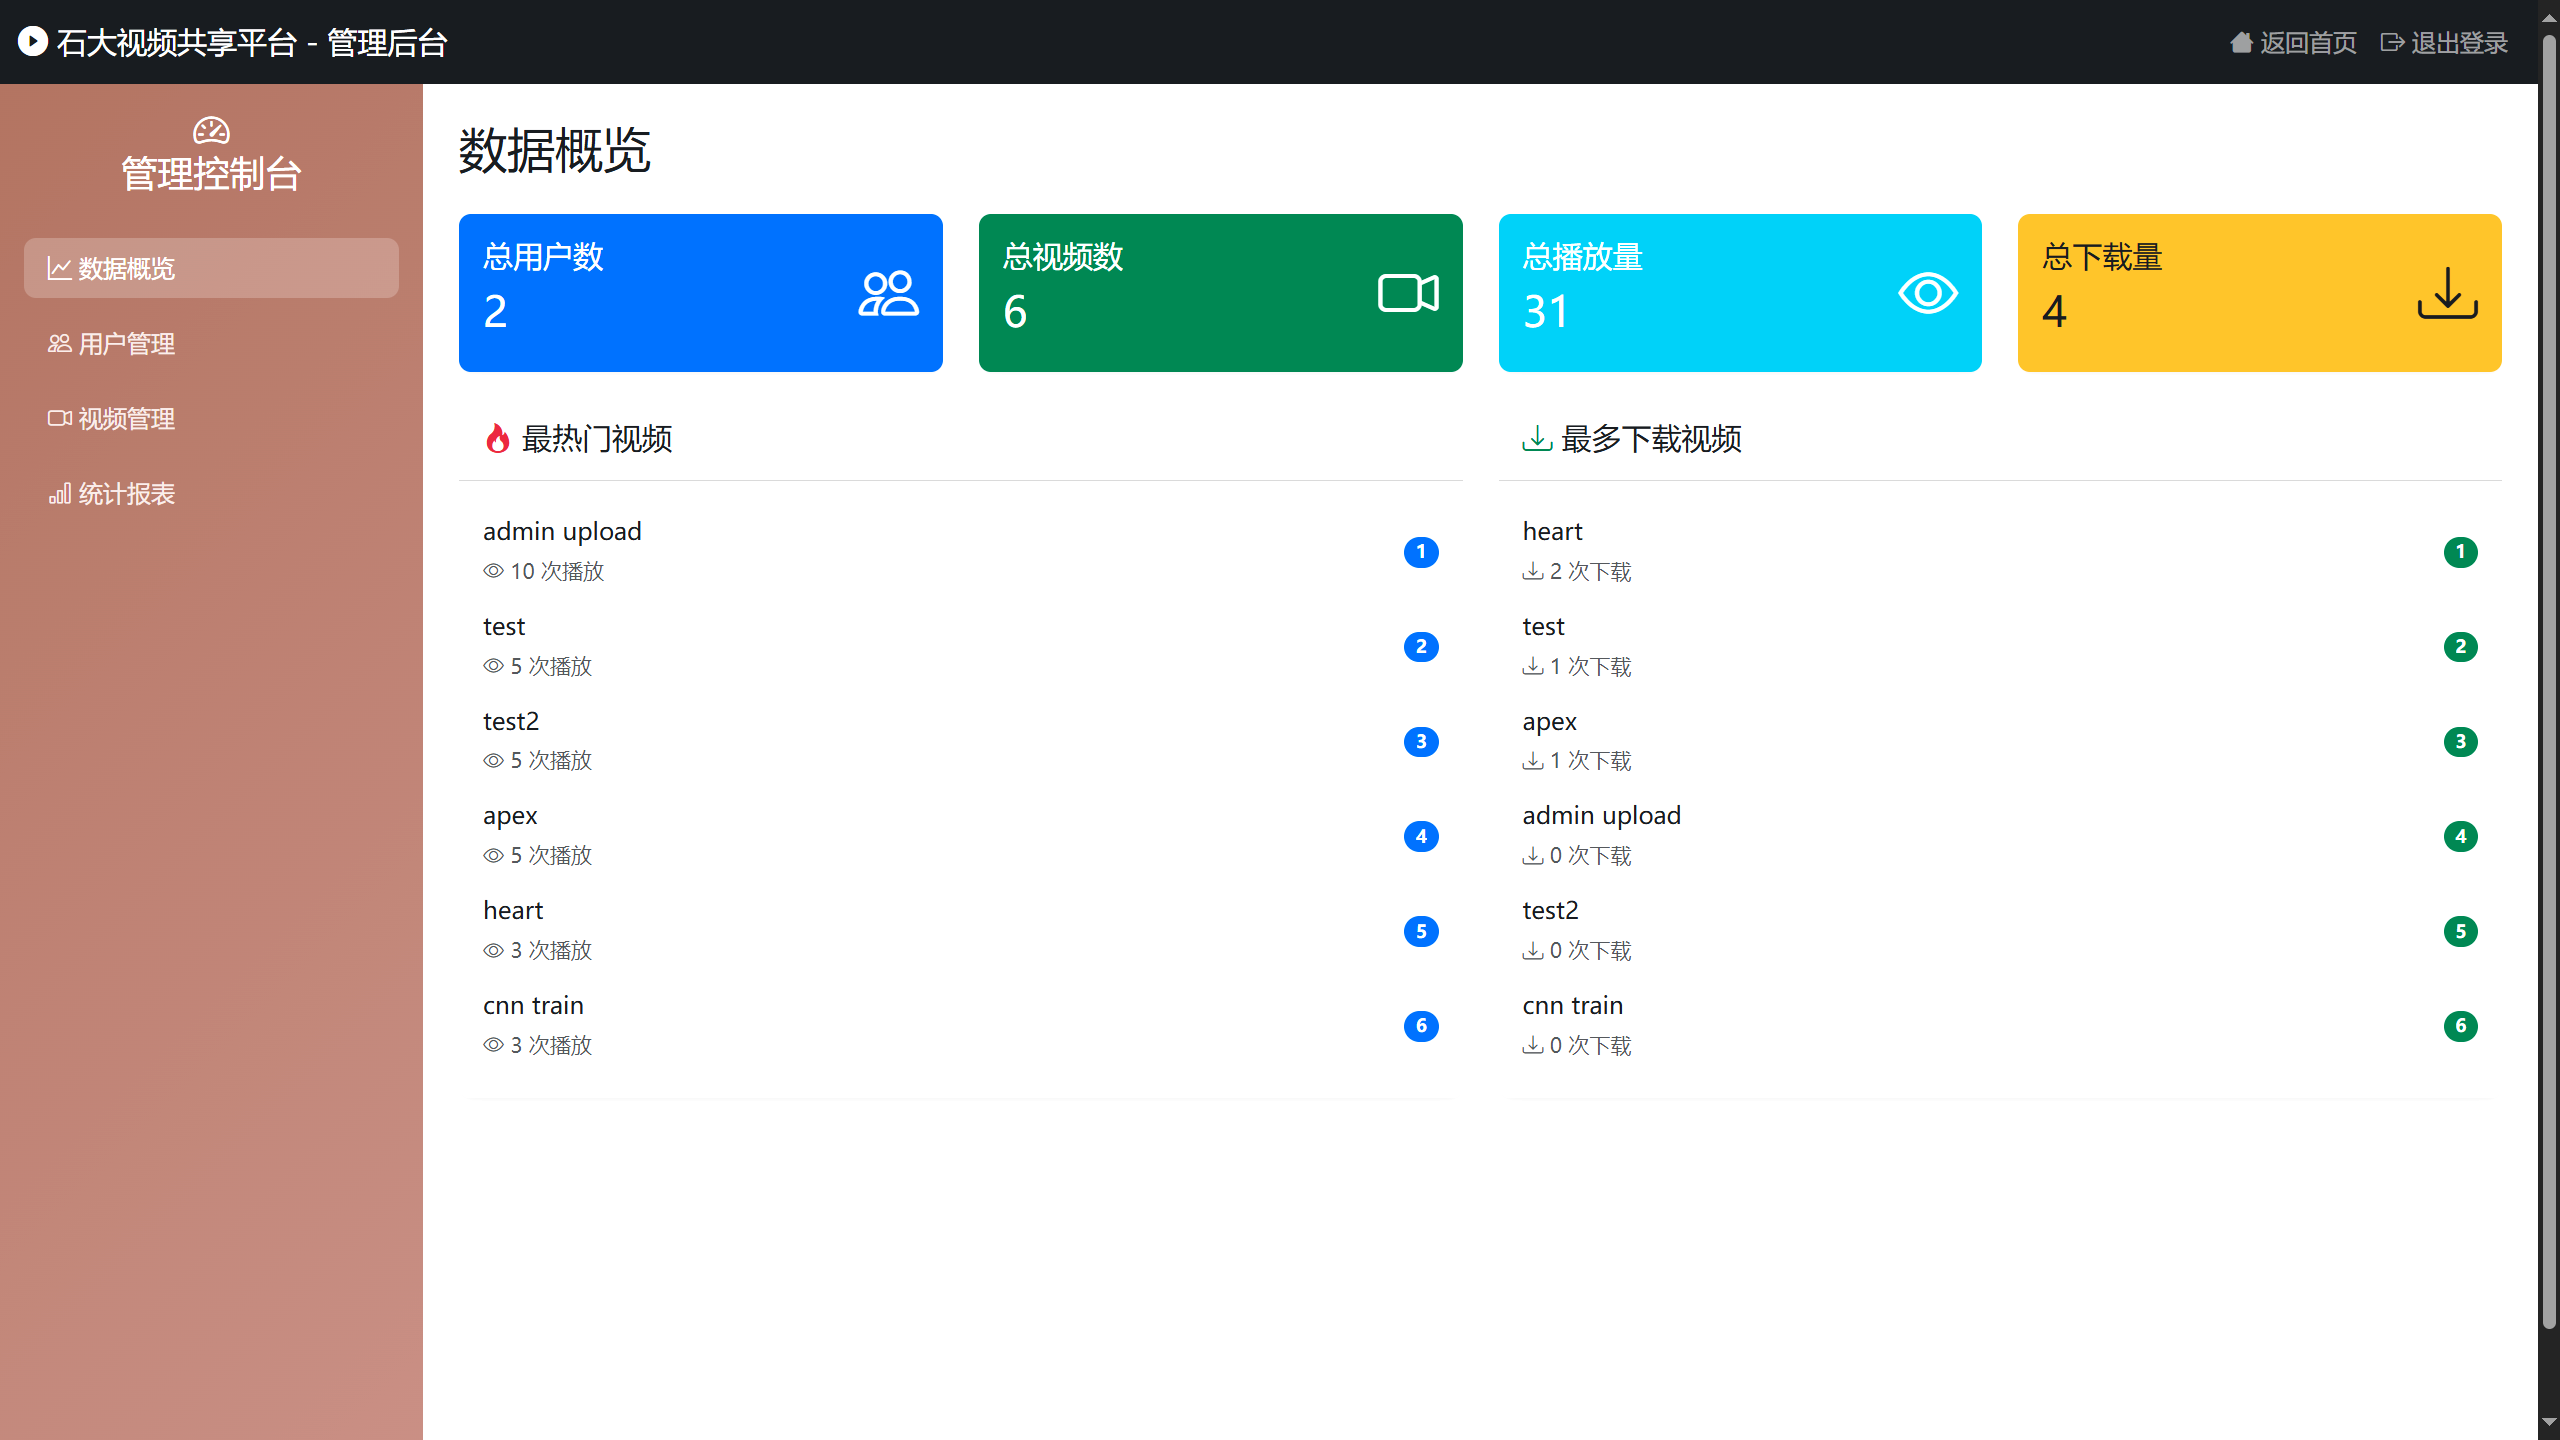 石大视频共享平台 - 管理后台
返回首页
退出登录
管理控制台
数据概览
用户管理
视频管理
统计报表
数据概览
总用户数
2
总视频数
6
总播放量
31
总下载量
4
最热门视频
admin upload
10 次播放
1
test
5 次播放
2
test2
5 次播放
3
apex
5 次播放
4
heart
3 次播放
5
cnn train
3 次播放
6
最多下载视频
heart
2 次下载
1
test
1 次下载
2
apex
1 次下载
3
admin upload
0 次下载
4
test2
0 次下载
5
cnn train
0 次下载
6